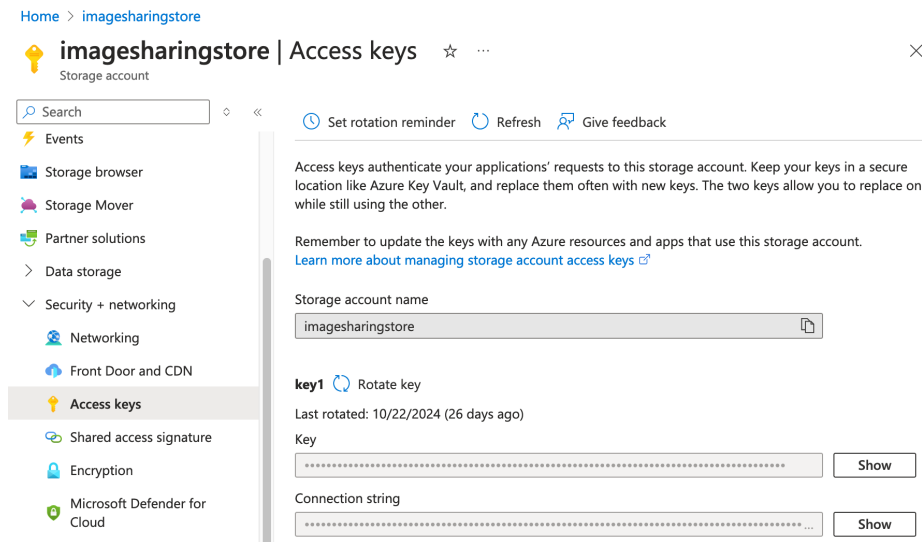 Home > imagesharingstore
imagesharingstore | Access keys
Storage account
Search
Events
Storage browser
Storage Mover
Partner solutions
Data storage
Security + networking
Networking
Front Door and CDN
Access keys
Shared access signature
Encryption
Microsoft Defender for
Cloud
Set rotation reminder Refresh Give feedback
Access keys authenticate your applications' requests to this storage account. Keep your keys in a secure
location like Azure Key Vault, and replace them often with new keys. The two keys allow you to replace on
while still using the other.
Remember to update the keys with any Azure resources and apps that use this storage account.
Learn more about managing storage account access keys
Storage account name
imagesharingstore
key1 Rotate key
Last rotated: 10/22/2024 (26 days ago)
Key
Show
Connection string
Show